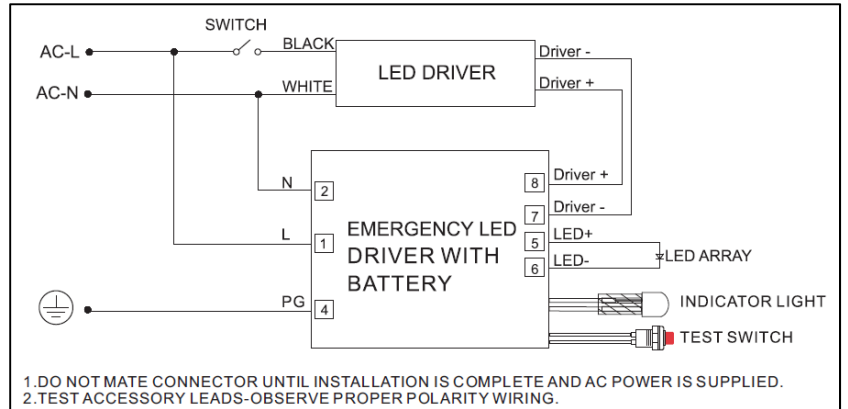 SWITCH
AC-L
BLACK
LED DRIVER
Driver -
AC-N
WHITE
Driver +
N
2
8
Driver +
7
Driver -
L
1
EMERGENCY LED
DRIVER WITH
BATTERY
5
LED+
6
LED-
LED ARRAY
PG
4
INDICATOR LIGHT
TEST SWITCH
1.DO NOT MATE CONNECTOR UNTIL INSTALLATION IS COMPLETE AND AC POWER IS SUPPLIED.
2.TEST ACCESSORY LEADS-OBSERVE PROPER POLARITY WIRING.